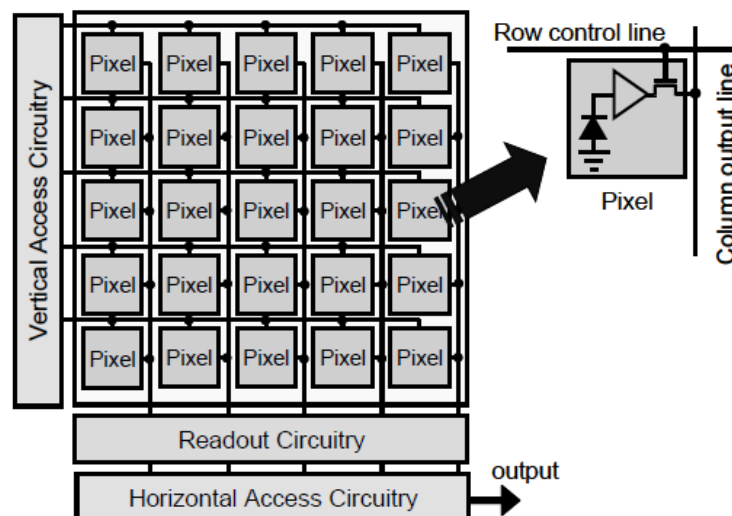 Row control line
Pixel Pixel Pixel Pixel Pixel
Pixel Pixel Pixel Pixel Pixel
Pixel Pixel Pixel Pixel Pixel
Pixel Pixel Pixel Pixel Pixel
Pixel Pixel Pixel Pixel Pixel
Vertical Access Circuitry
Pixel
Column output line
Readout Circuitry
Horizontal Access Circuitry
output